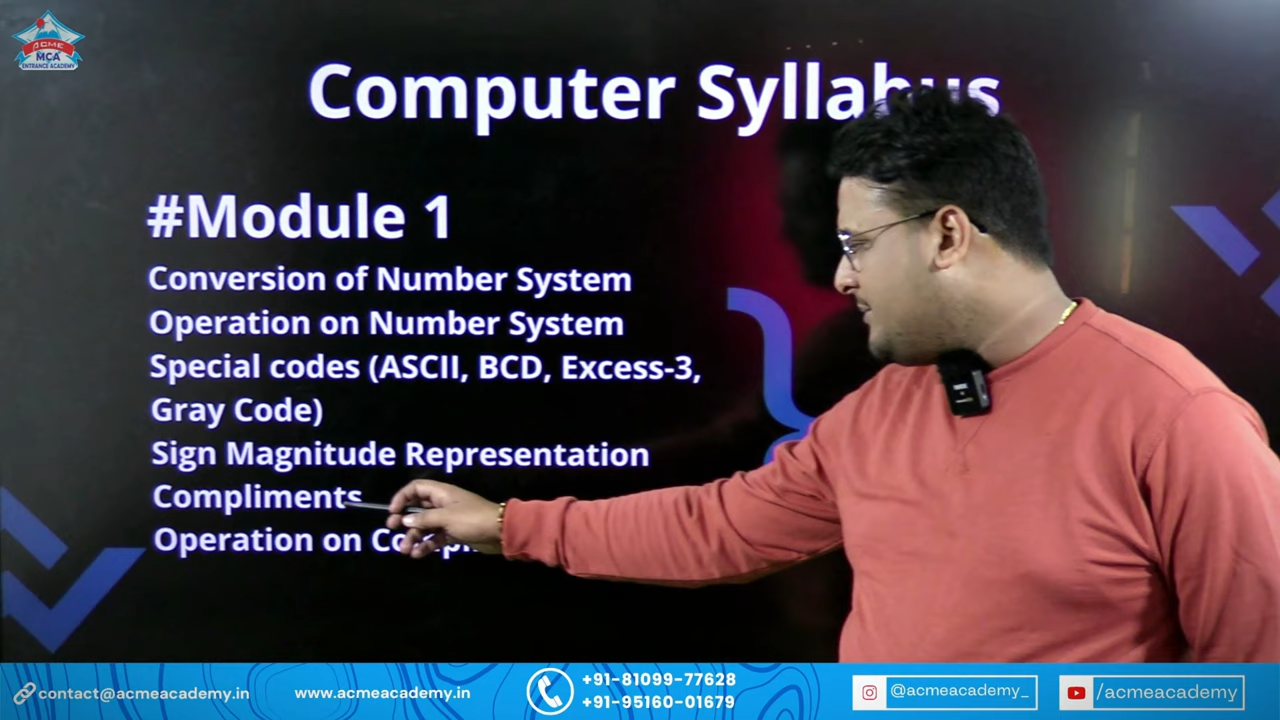 ACME
MCA
ENTRANCE ACADEMY
Computer Syllabus
#Module 1
Conversion of Number System
Operation on Number System
Special codes (ASCII, BCD, Excess-3,
Gray Code)
Sign Magnitude Representation
Compliments
Operation on
contact@acmeacademy.in
www.acmeacademy.in
+91-81099-77628
+91-95160-01679
@acmeacademy_
/acmeacademy